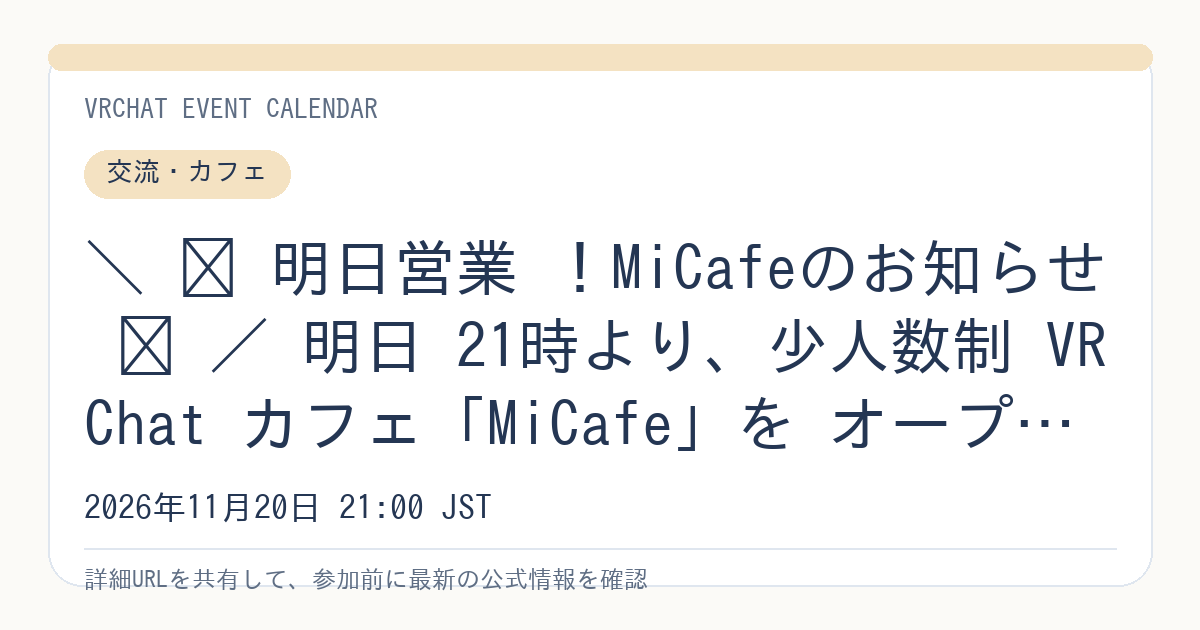 VRCHAT EVENT CALENDAR
交流・カフェ
＼ 明日営業 ！MiCafeのお知らせ
／ 明日 21時より、少人数制 VR
Chat カフェ「MiCafe」を オープ…
2026年11月20日 21:00 JST
詳細URLを共有して、参加前に最新の公式情報を確認